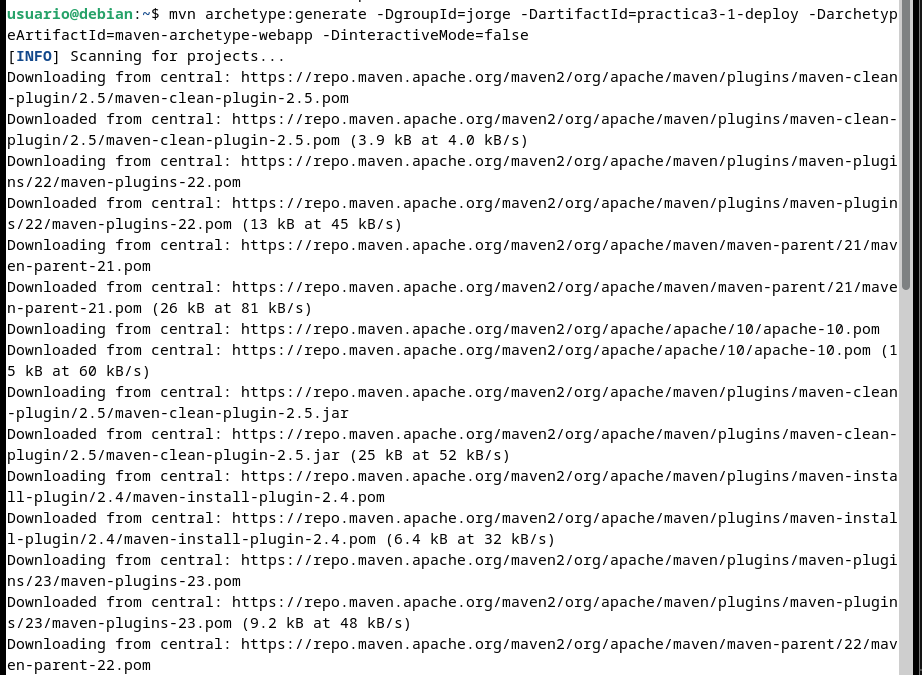 usuario@debian:~$ mvn archetype:generate -DgroupId=jorge -DartifactId=practica3-1-deploy -Darchetyp
eArtifactId=maven-archetype-webapp -DinteractiveMode=false
[INFO] Scanning for projects...
Downloading from central: https://repo.maven.apache.org/maven2/org/apache/maven/plugins/maven-clean
-plugin/2.5/maven-clean-plugin-2.5.pom
Downloaded from central: https://repo.maven.apache.org/maven2/org/apache/maven/plugins/maven-clean-
plugin/2.5/maven-clean-plugin-2.5.pom (3.9 kB at 4.0 kB/s)
Downloading from central: https://repo.maven.apache.org/maven2/org/apache/maven/plugins/maven-plugi
ns/22/maven-plugins-22.pom
Downloaded from central: https://repo.maven.apache.org/maven2/org/apache/maven/plugins/maven-plugin
s/22/maven-plugins-22.pom (13 kB at 45 kB/s)
Downloading from central: https://repo.maven.apache.org/maven2/org/apache/maven/maven-parent/21/mav
en-parent-21.pom
Downloaded from central: https://repo.maven.apache.org/maven2/org/apache/maven/maven-parent/21/mave
n-parent-21.pom (26 kB at 81 kB/s)
Downloading from central: https://repo.maven.apache.org/maven2/org/apache/apache/10/apache-10.pom
Downloaded from central: https://repo.maven.apache.org/maven2/org/apache/apache/10/apache-10.pom (1
5 kB at 60 kB/s)
Downloading from central: https://repo.maven.apache.org/maven2/org/apache/maven/plugins/maven-clean
-plugin/2.5/maven-clean-plugin-2.5.jar
Downloaded from central: https://repo.maven.apache.org/maven2/org/apache/maven/plugins/maven-clean-
plugin/2.5/maven-clean-plugin-2.5.jar (25 kB at 52 kB/s)
Downloading from central: https://repo.maven.apache.org/maven2/org/apache/maven/plugins/maven-insta
ll-plugin/2.4/maven-install-plugin-2.4.pom
Downloaded from central: https://repo.maven.apache.org/maven2/org/apache/maven/plugins/maven-instal
l-plugin/2.4/maven-install-plugin-2.4.pom (6.4 kB at 32 kB/s)
Downloading from central: https://repo.maven.apache.org/maven2/org/apache/maven/plugins/maven-plugi
ns/23/maven-plugins-23.pom
Downloaded from central: https://repo.maven.apache.org/maven2/org/apache/maven/plugins/maven-plugin
s/23/maven-plugins-23.pom (9.2 kB at 48 kB/s)
Downloading from central: https://repo.maven.apache.org/maven2/org/apache/maven/maven-parent/22/mav
en-parent-22.pom